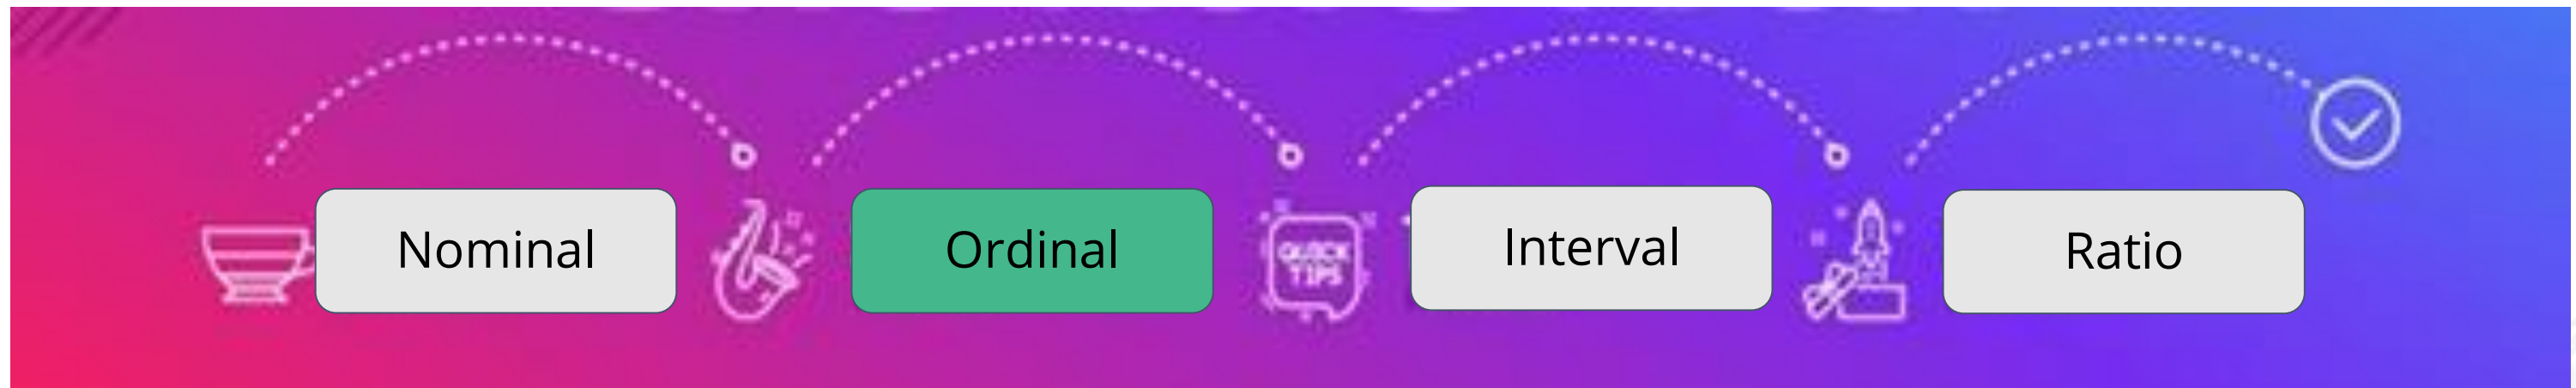 Nominal
Ordinal
QUICK
TIPS
Interval
Ratio